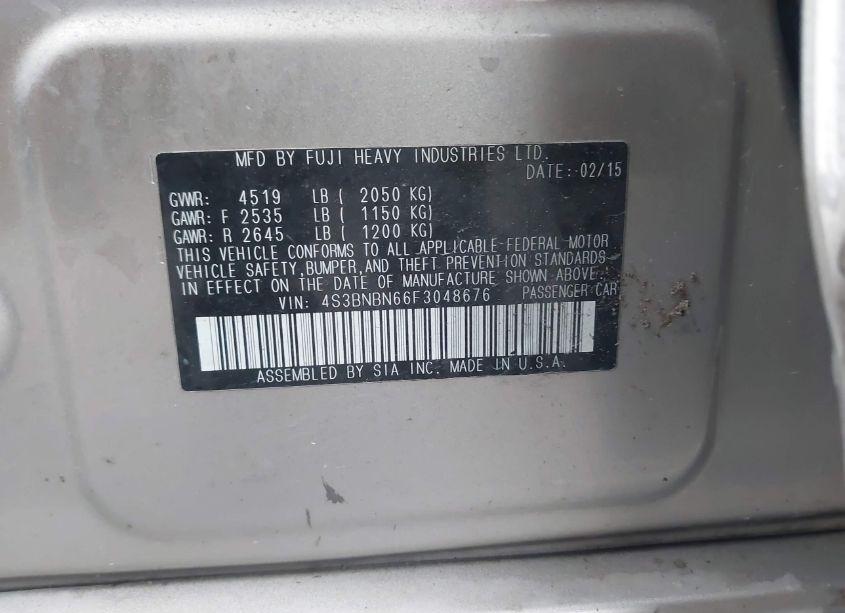 MFD BY FUJI HEAVY INDUSTRIES LTD.
DATE: 02/15
GVWR: 4519 LB ( 2050 KG)
GAWR: F 2535 LB ( 1150 KG)
GAWR: R 2645 LB ( 1200 KG)
THIS VEHICLE CONFORMS TO ALL APPLICABLE FEDERAL MOTOR
VEHICLE SAFETY, BUMPER, AND THEFT PREVENTION STANDARDS
IN EFFECT ON THE DATE OF MANUFACTURE SHOWN ABOVE.
VIN: 4S3BNBN66F3048676 PASSENGER CAR
ASSEMBLED BY SIA INC. MADE IN U.S.A.